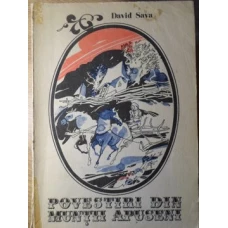 David Sava
POVESTIRI DIN
MUNȚII APUSENI